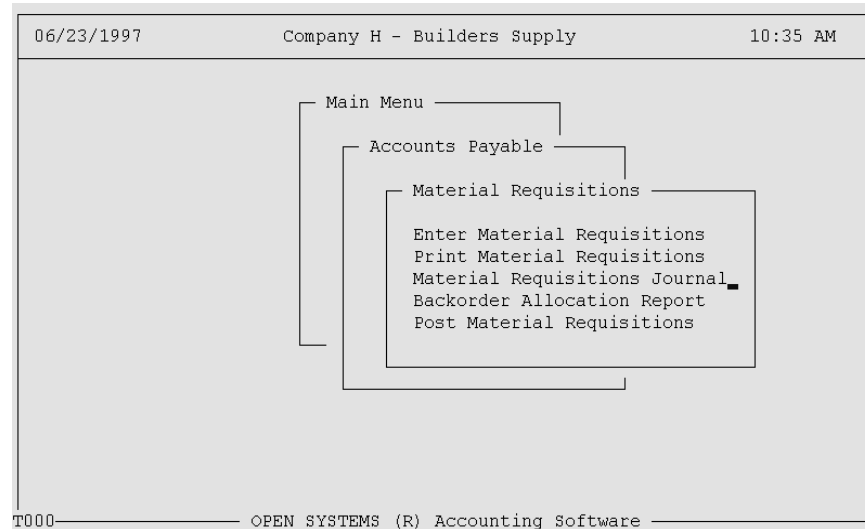 06/23/1997 Company H - Builders Supply 10:35 AM
Main Menu
Accounts Payable
Material Requisitions
Enter Material Requisitions
Print Material Requisitions
Material Requisitions Journal
Backorder Allocation Report
Post Material Requisitions
T000 OPEN SYSTEMS (R) Accounting Software